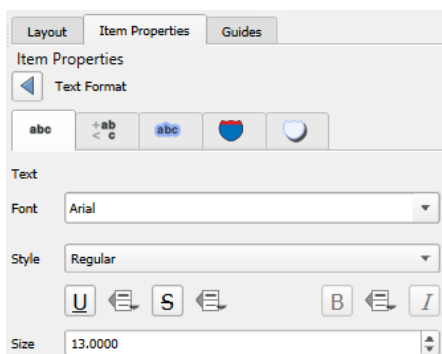 Layout Item Properties Guides
Item Properties
Text Format
abc +ab < c abc
Text
Font Arial
Style Regular
U S B I
Size 13.0000